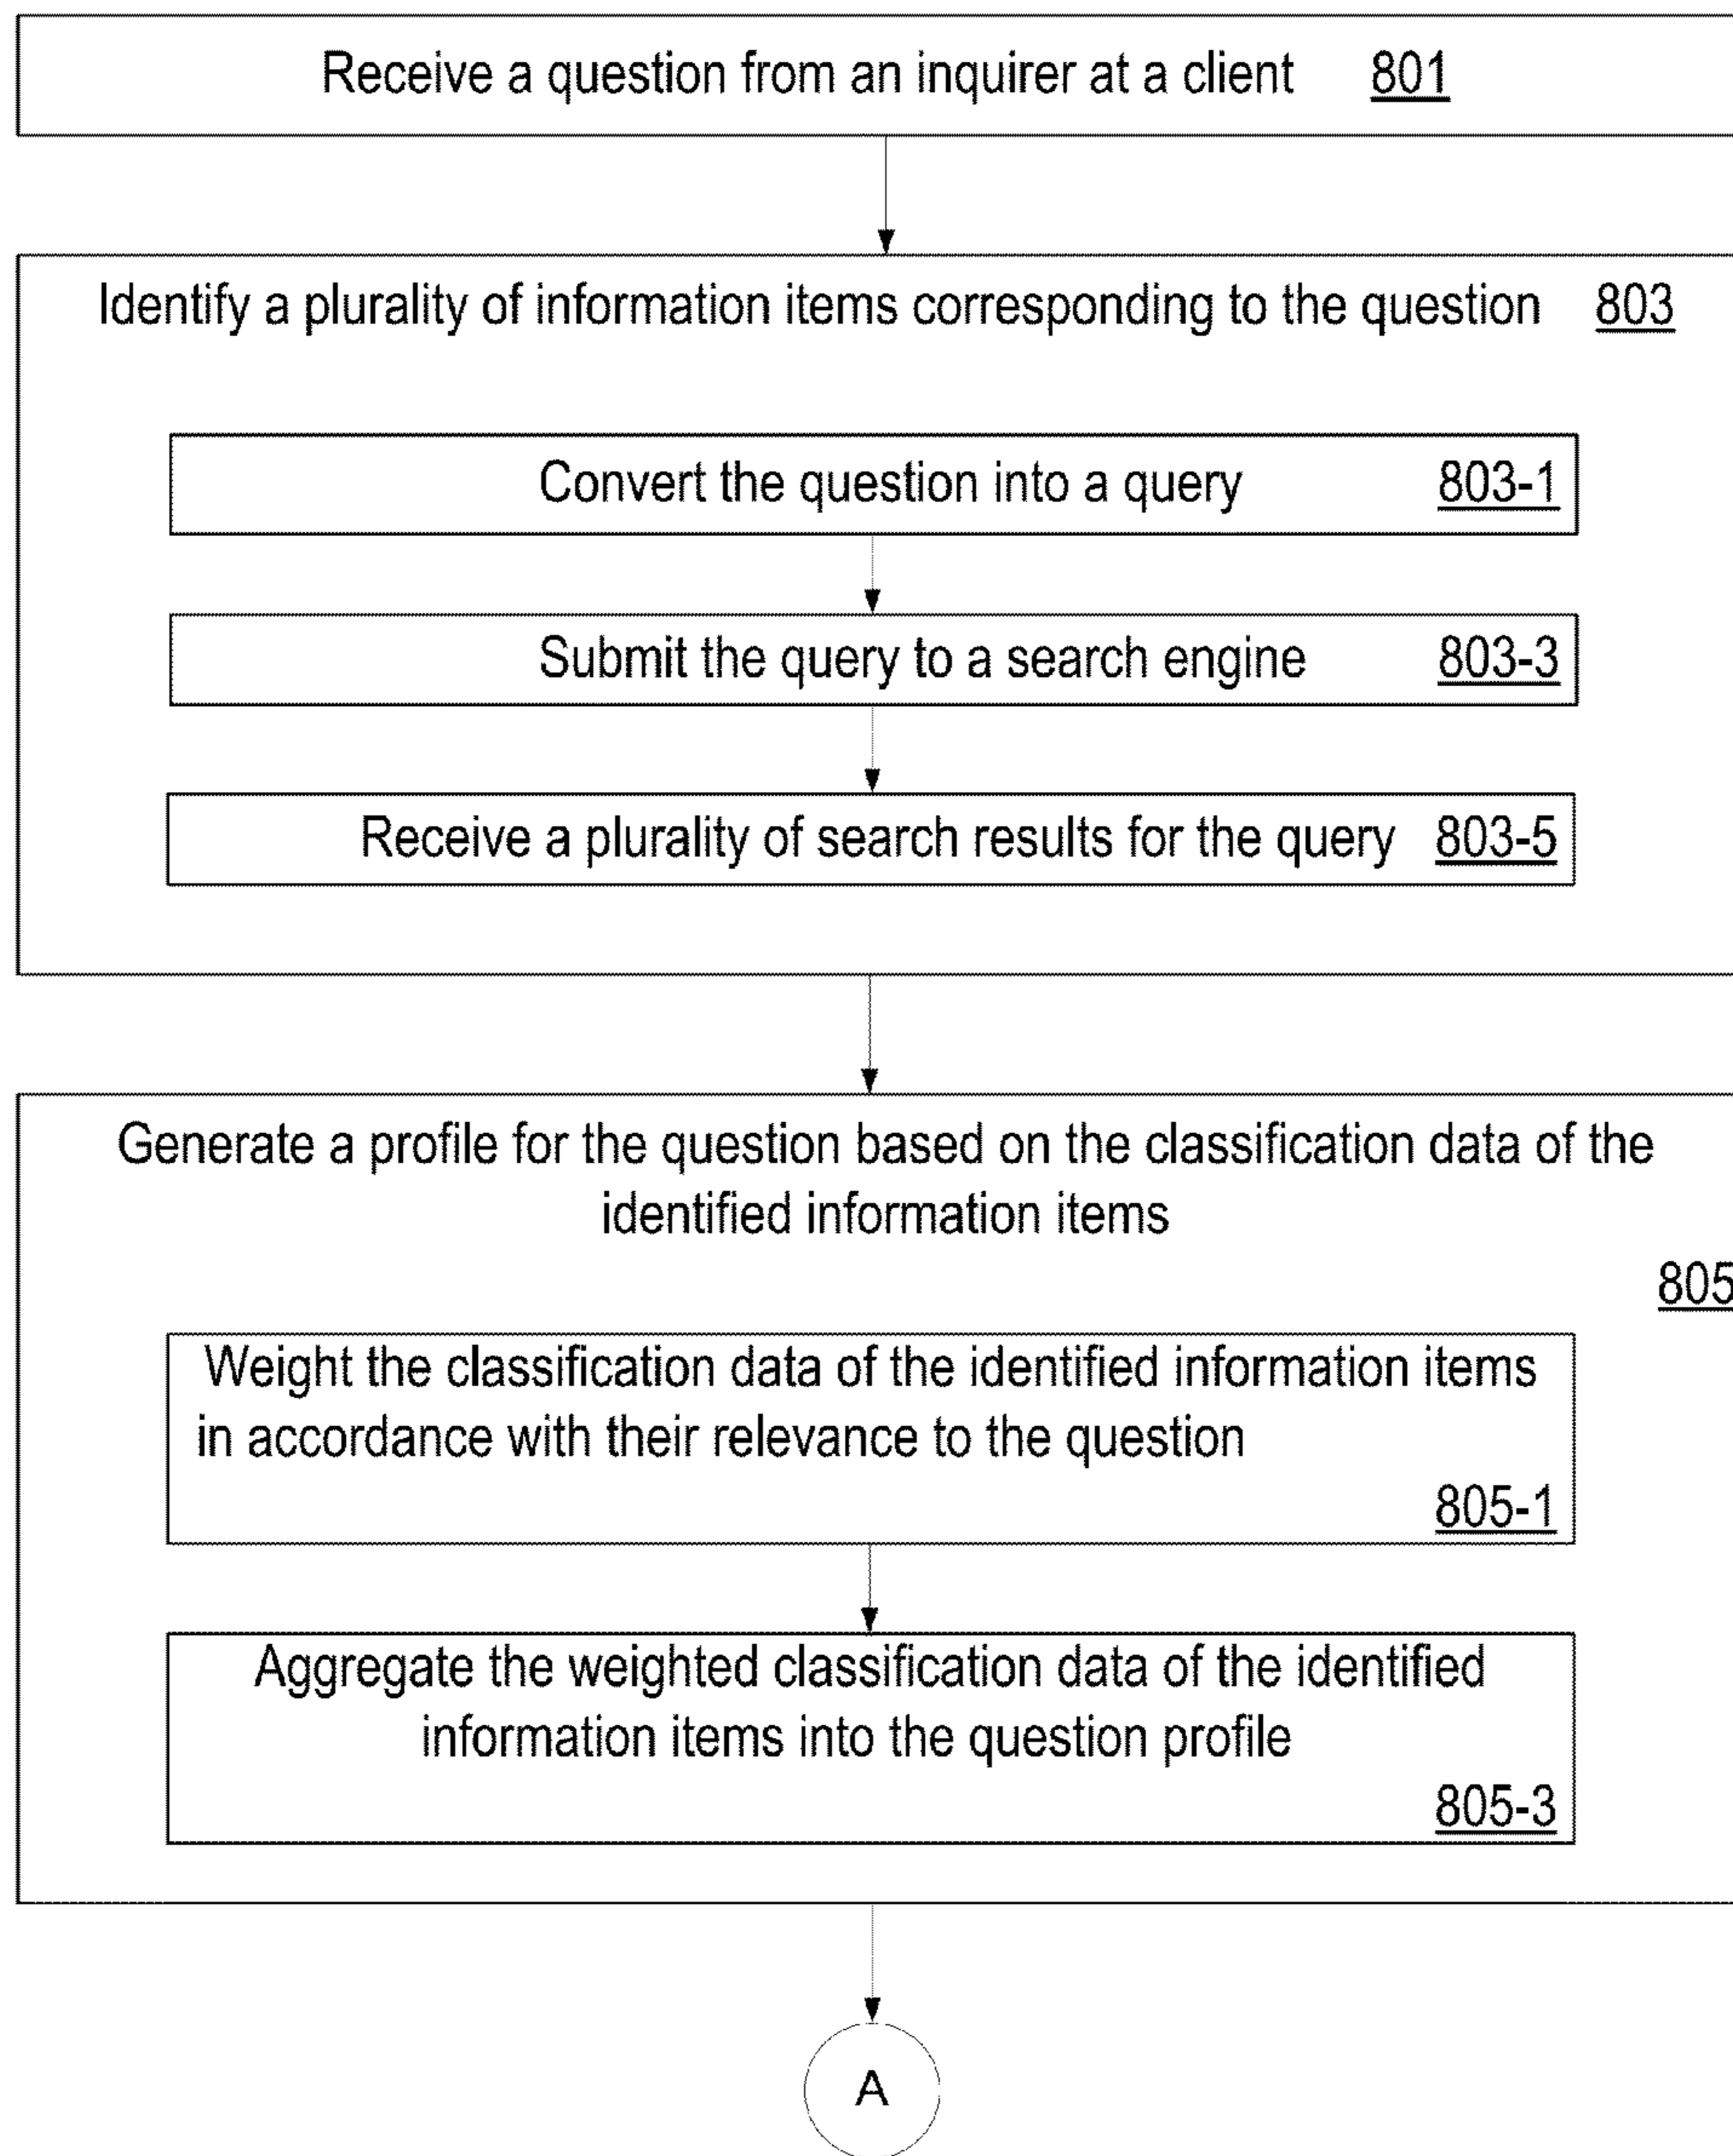 Receive a question from an inquirer at a client 801
Identify a plurality of information items corresponding to the question 803
Convert the question into a query 803-1
Submit the query to a search engine 803-3
Receive a plurality of search results for the query 803-5
Generate a profile for the question based on the classification data of the
identified information items
805
Weight the classification data of the identified information items
in accordance with their relevance to the question
805-1
Aggregate the weighted classification data of the identified
information items into the question profile
805-3
A